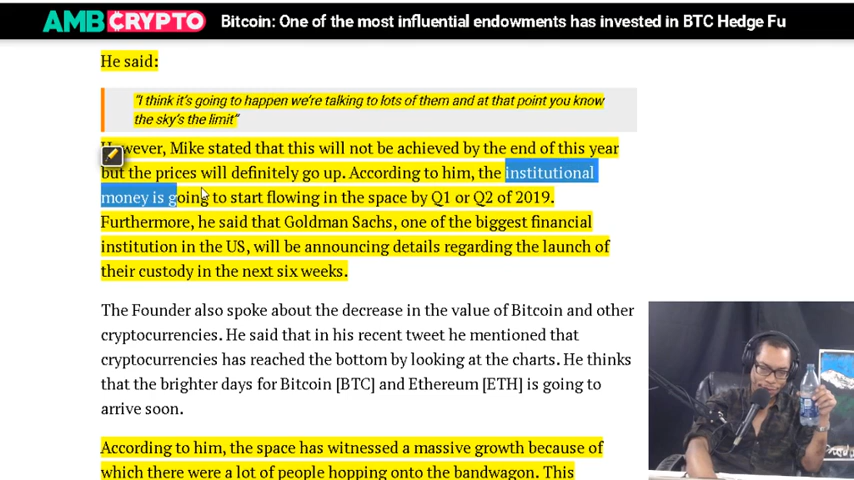 AMBCRYPTO Bitcoin: One of the most influential endowments has invested in BTC Hedge Fu
He said:
“I think it’s going to happen we’re talking to lots of them and at that point you know
the sky’s the limit”
However, Mike stated that this will not be achieved by the end of this year
but the prices will definitely go up. According to him, the institutional
money is going to start flowing in the space by Q1 or Q2 of 2019.
Furthermore, he said that Goldman Sachs, one of the biggest financial
institution in the US, will be announcing details regarding the launch of
their custody in the next six weeks.
The Founder also spoke about the decrease in the value of Bitcoin and other
cryptocurrencies. He said that in his recent tweet he mentioned that
cryptocurrencies has reached the bottom by looking at the charts. He thinks
that the brighter days for Bitcoin [BTC] and Ethereum [ETH] is going to
arrive soon.
According to him, the space has witnessed a massive growth because of
which there were a lot of people hopping onto the bandwagon. This